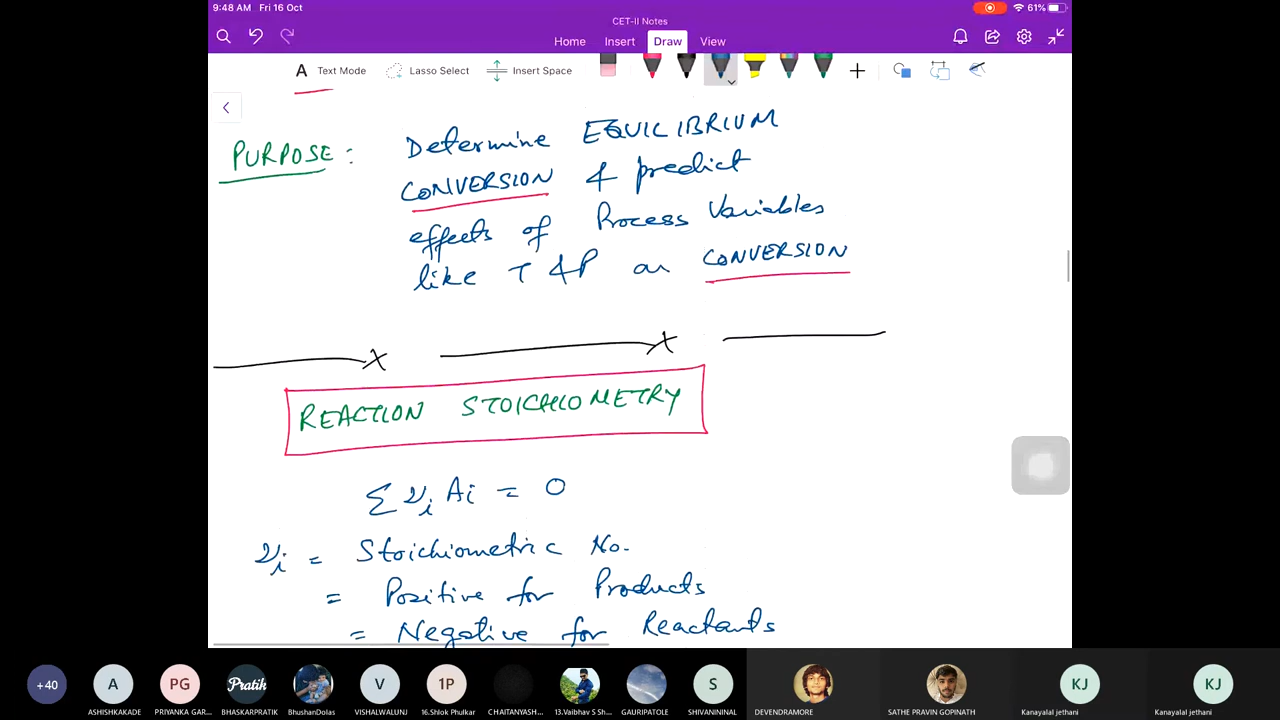 9:48 AM Fri 16 Oct
61%
CET-II Notes
Home Insert Draw View
A Text Mode Lasso Select Insert Space
PURPOSE: Determine EQUILIBRIUM
CONVERSION & predict
effects of Process Variables
like T &P on CONVERSION
REACTION STOICHIOMETRY
Σ νi Ai = 0
νi = Stoichiometric No.
= Positive for Products
= Negative for Reactants
+40 A PG Pratik V 1P S KJ KJ
ASHISHKAKADE PRIYANKA GAR... BHASKARPRATIK BhushanDolas VISHALWALUNJ 16.Shlok Phulkar CHAITANYASH... 13.Vaibhav S Sh... GAURIPATOLE SHIVANINNAL DEVENDRAMORE SATHE PRAVIN GOPINATH Kanayalal jethani Kanayalal jethani